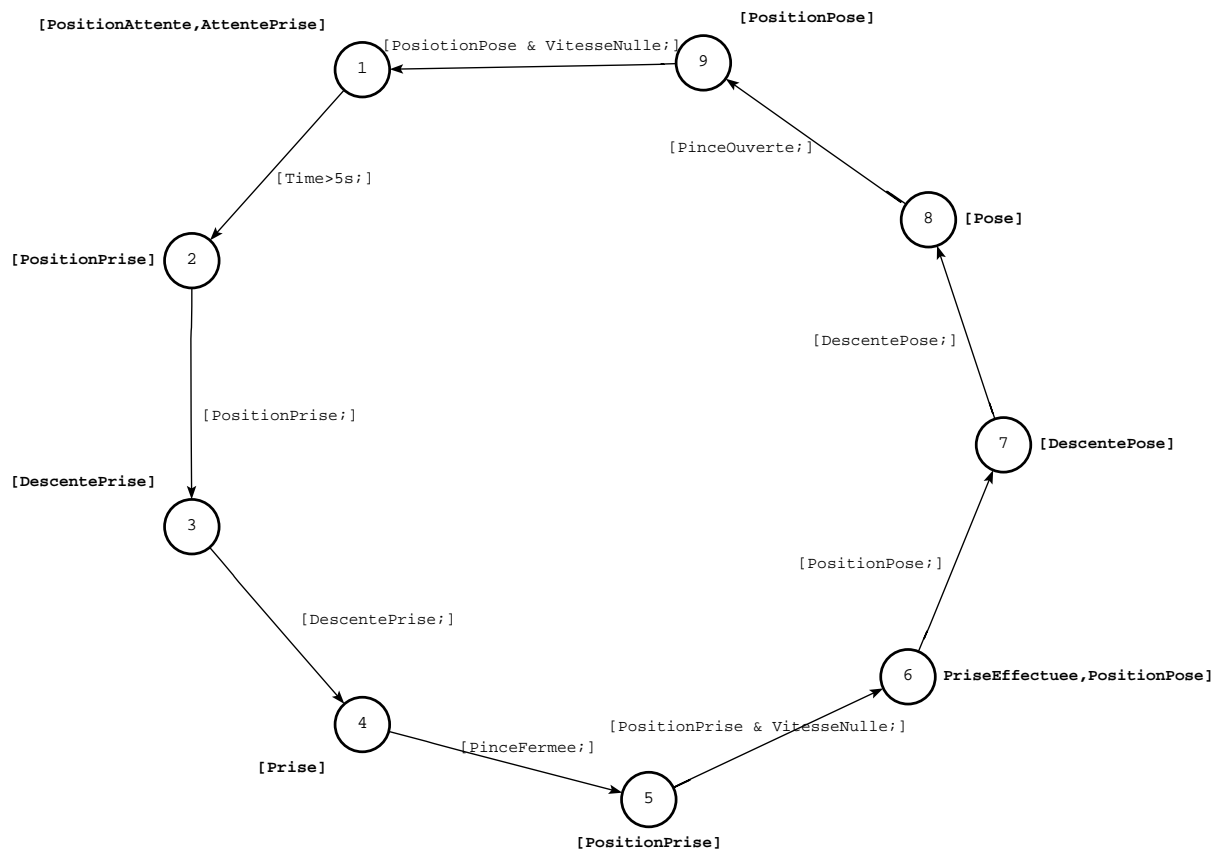 [PositionPose]
[PositionAttente,AttentePrise]
[PosiotionPose & VitesseNulle;]
1
9
[PinceOuverte;]
[Time>5s;]
8
[Pose]
[PositionPrise]
2
[DescentePose;]
[PositionPrise;]
7
[DescentePose]
[DescentePrise]
3
[PositionPose;]
[DescentePrise;]
6
PriseEffectuee,PositionPose]
4
[PositionPrise & VitesseNulle;]
[PinceFermee;]
[Prise]
5
[PositionPrise]